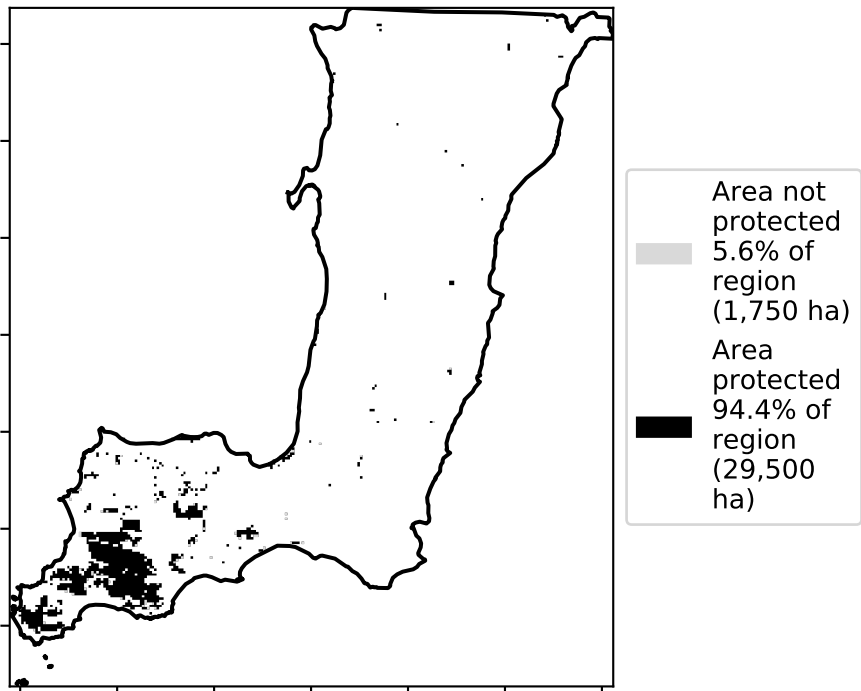 Area not
protected
5.6% of
region
(1,750 ha)
Area
protected
94.4% of
region
(29,500
ha)